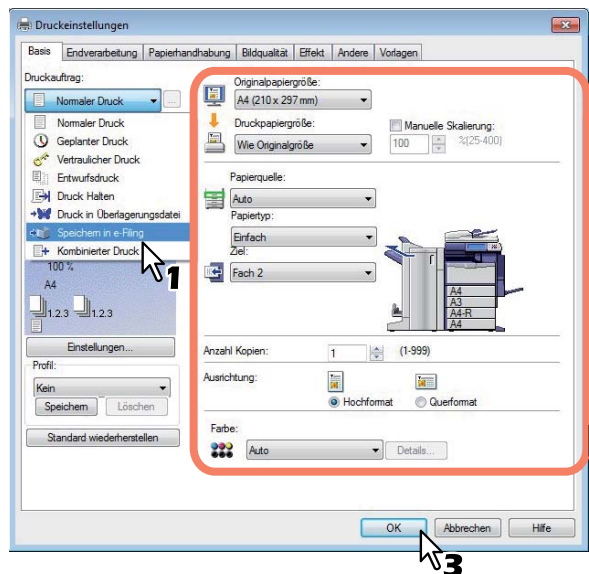 Druckeinstellungen
Basis Endverarbeitung Papierhandhabung Bildqualität Effekt Andere Vorlagen
Druckauftrag:
Normaler Druck ...
Normaler Druck
Geplanter Druck
Vertraulicher Druck
Entwurfsdruck
Druck Halten
Druck in Überlagerungsdatei
Speichern in e-Filing
Kombinierter Druck
1
100 %
A4
1.2.3 1.2.3
Einstellungen...
Profil:
Kein
Speichern Löschen
Standard wiederherstellen
Originalpapiergröße:
A4 (210 x 297 mm)
Druckpapiergröße:
Wie Originalgröße
Manuelle Skalierung:
100 %(25-400)
Papierquelle:
Auto
Papiertyp:
Einfach
Ziel:
Fach 2
A4
A3
A4-R
A4
Anzahl Kopien: 1 (1-999)
Ausrichtung:
Hochformat Querformat
Farbe:
Auto Details...
OK Abbrechen Hilfe
3